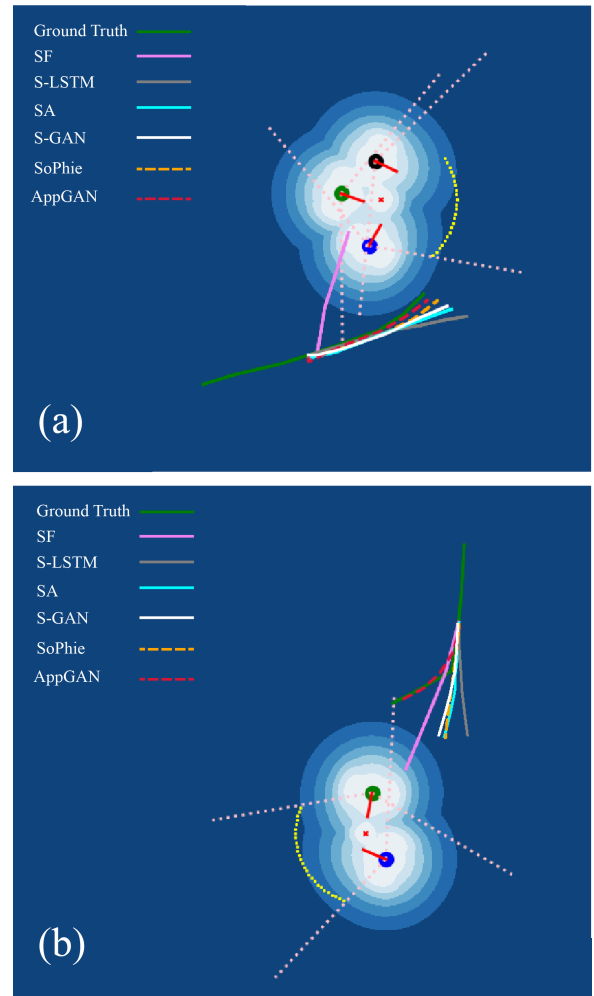 Ground Truth
SF
S-LSTM
SA
S-GAN
SoPhie
AppGAN
(a)
Ground Truth
SF
S-LSTM
SA
S-GAN
SoPhie
AppGAN
(b)